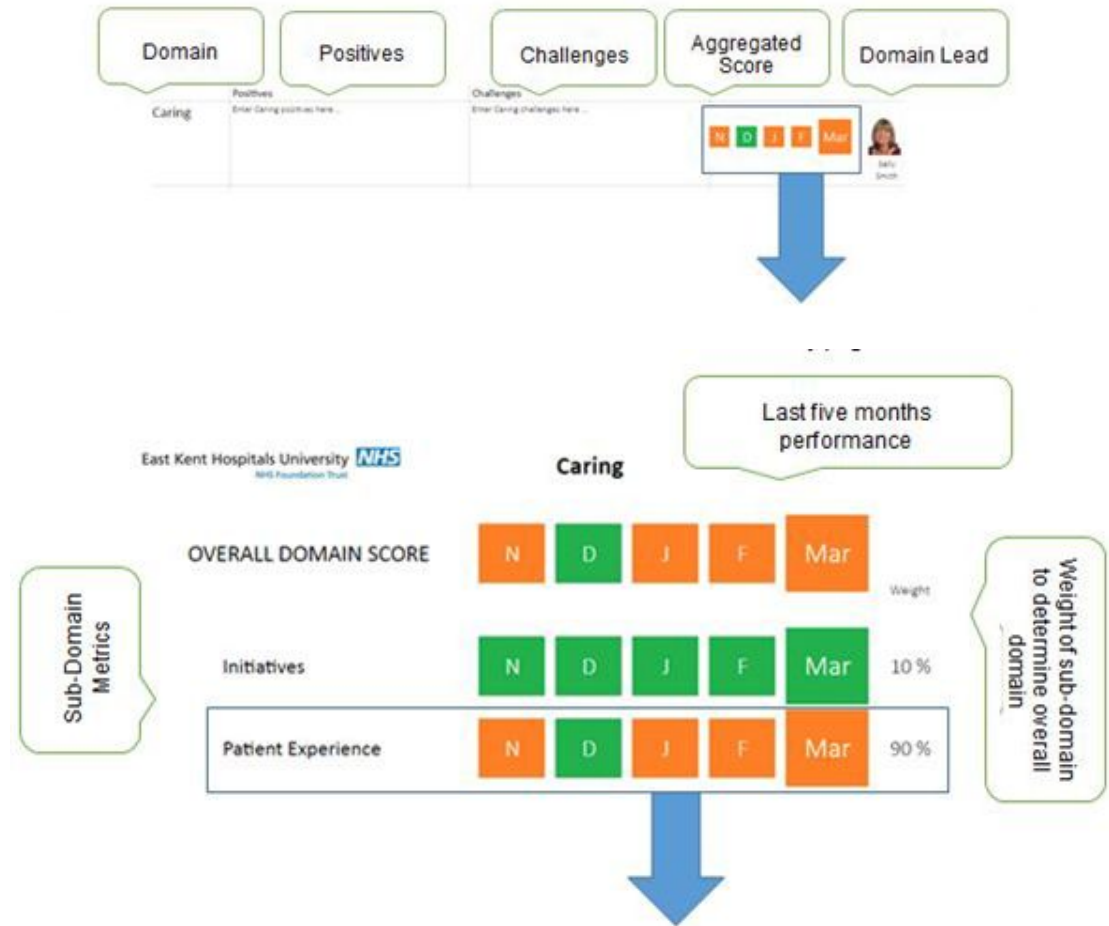 Domain
Positives
Challenges
Aggregated
Score
Domain Lead
Positives
Challenges
Caring
Enter Caring positives here ...
Enter Caring challenges here ...
N D J F Mar
Sally
Smith
Last five months
performance
East Kent Hospitals University NHS
NHS Foundation Trust
Caring
OVERALL DOMAIN SCORE
N D J F Mar
Weight
Sub-Domain
Metrics
Initiatives
N D J F Mar
10 %
Patient Experience
N D J F Mar
90 %
Weight of sub-domain
to determine overall
domain